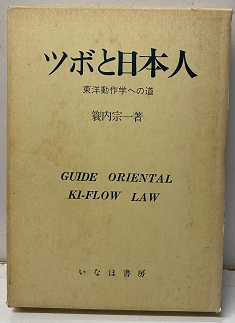 ツボと日本人
東洋動作学への道
簑内宗一著
GUIDE ORIENTAL
KI-FLOW LAW
いなほ書房